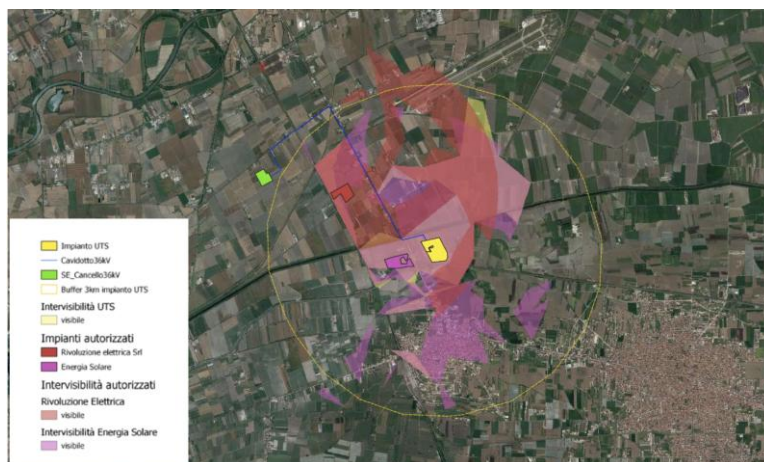 Impianto UTS
Cavidotto36kV
SE_Cancello36kV
Buffer 3km impianto UTS
Intervisibilità UTS
visibile
Impianti autorizzati
Rivoluzione elettrica Srl
Energia Solare
Intervisibilità autorizzati
Rivoluzione Elettrica
visibile
Intervisibilità Energia Solare
visibile